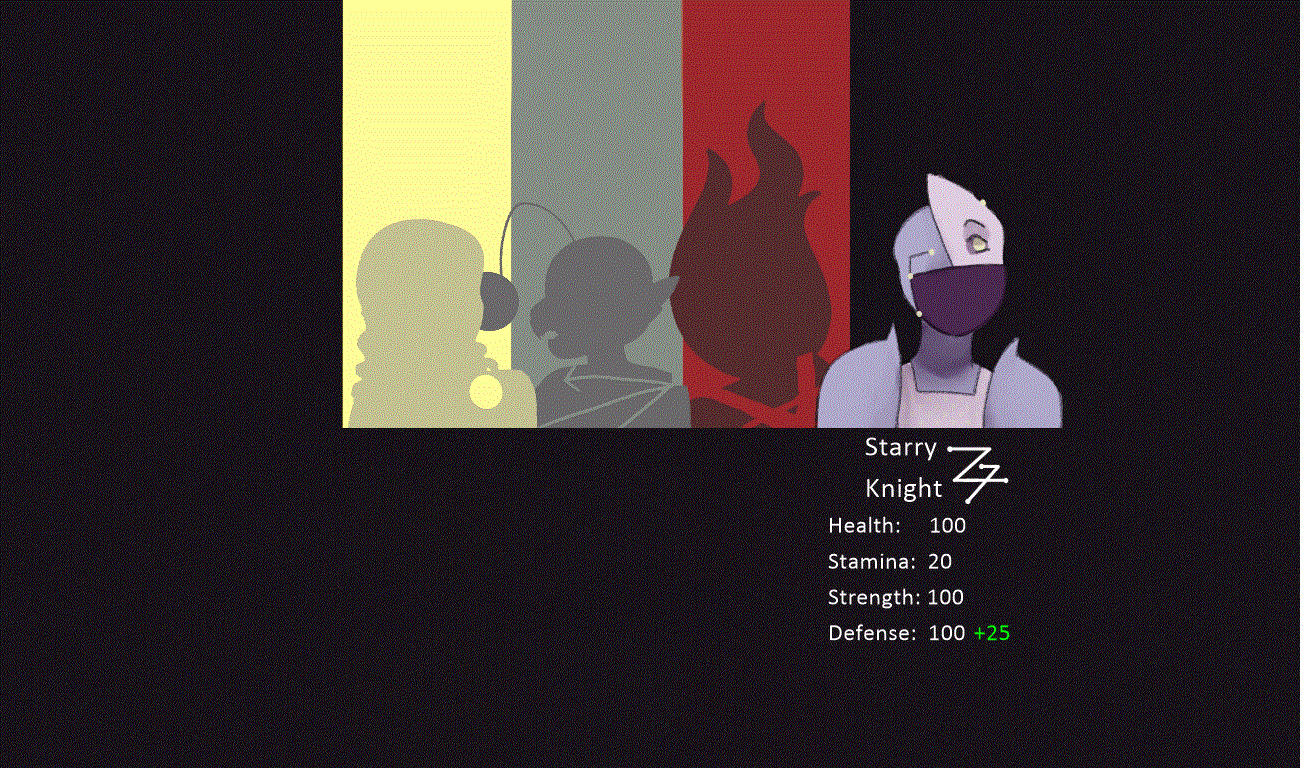 Starry
Knight
Health: 100
Stamina: 20
Strength: 100
Defense: 100 +25